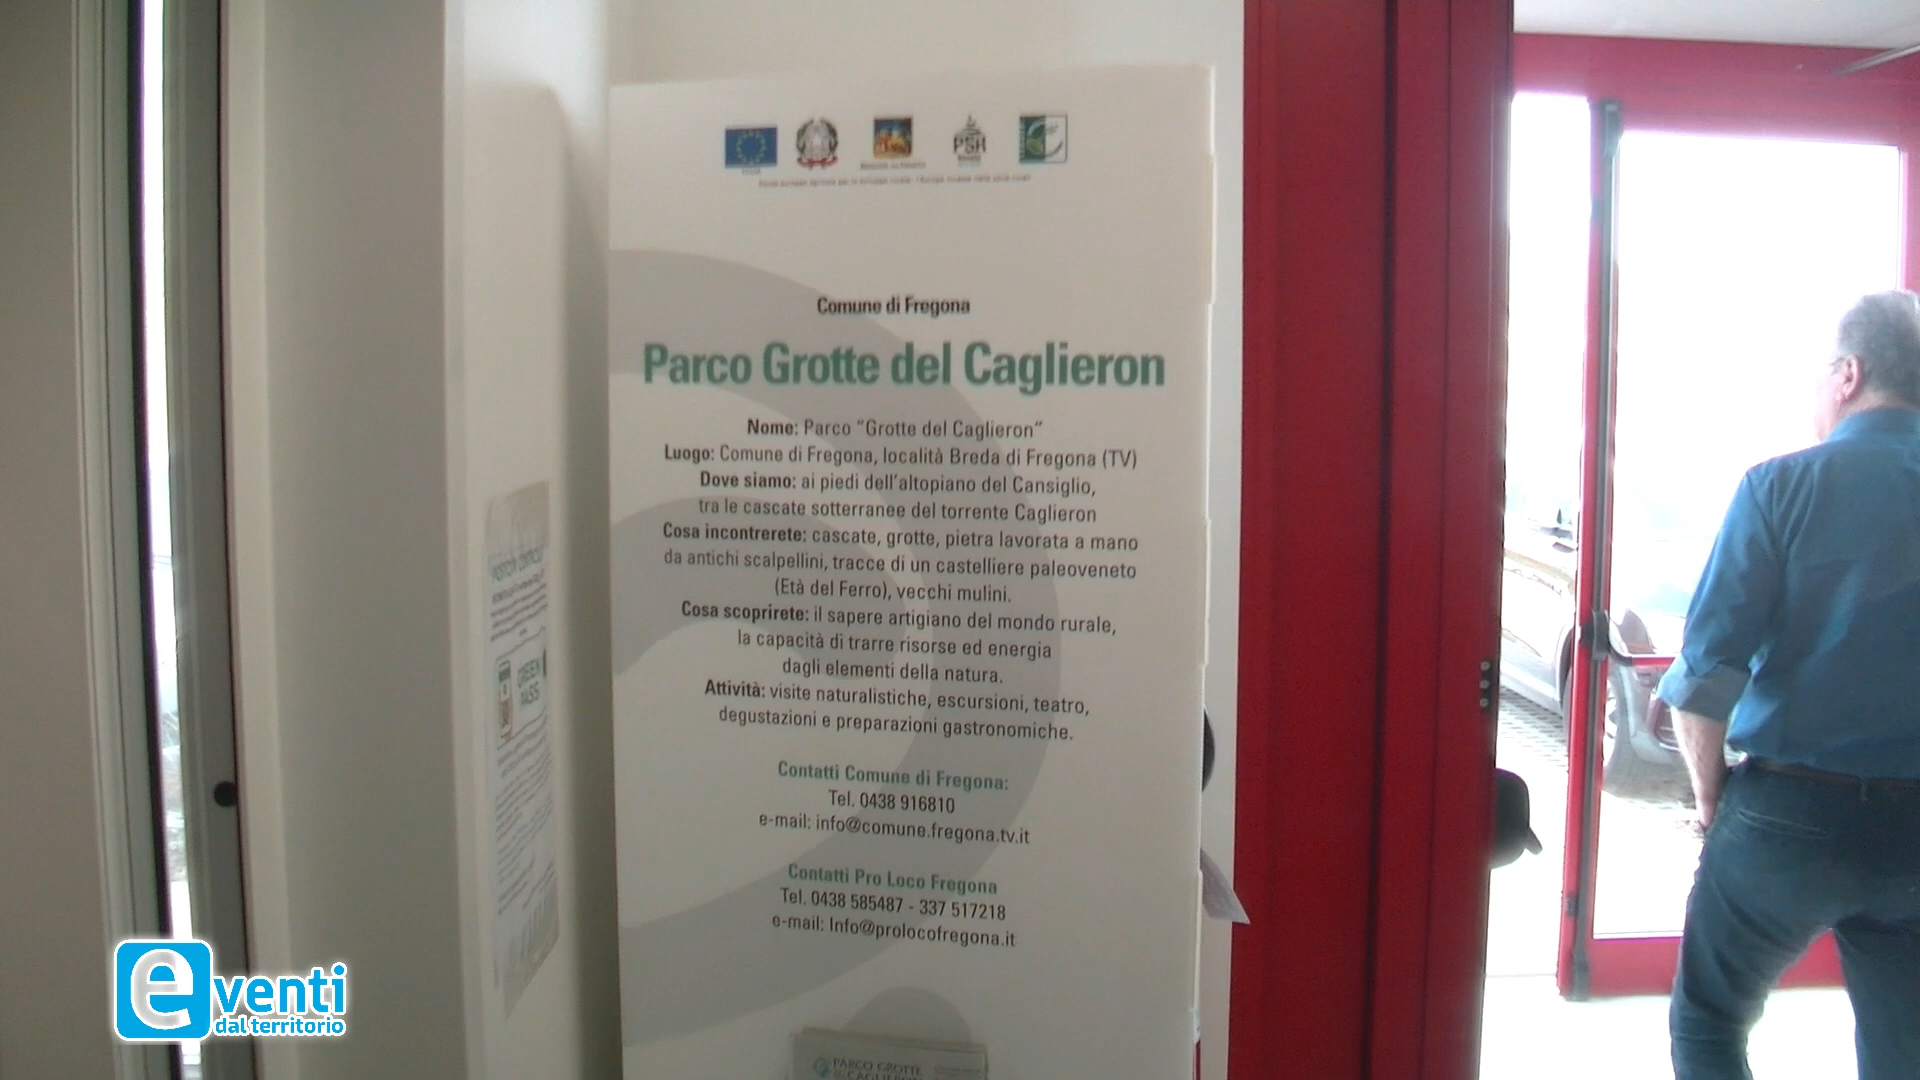 PSR
Comune di Fregona
Parco Grotte del Caglieron
Nome: Parco "Grotte del Caglieron"
Luogo: Comune di Fregona, località Breda di Fregona (TV)
Dove siamo: ai piedi dell'altopiano del Cansiglio,
tra le cascate sotterranee del torrente Caglieron
Cosa incontrerete: cascate, grotte, pietra lavorata a mano
da antichi scalpellini, tracce di un castelliere paleoveneto
(Età del Ferro), vecchi mulini.
Cosa scoprirete: il sapere artigiano del mondo rurale,
la capacità di trarre risorse ed energia
dagli elementi della natura.
Attività: visite naturalistiche, escursioni, teatro,
degustazioni e preparazioni gastronomiche.
Contatti Comune di Fregona:
Tel. 0438 916810
e-mail: info@comune.fregona.tv.it
Contatti Pro Loco Fregona
Tel. 0438 585487 - 337 517218
e-mail: Info@prolocofregona.it
PARCO GROTTE
CAGLIERON
GREEN
PASS
eventi
dal territorio